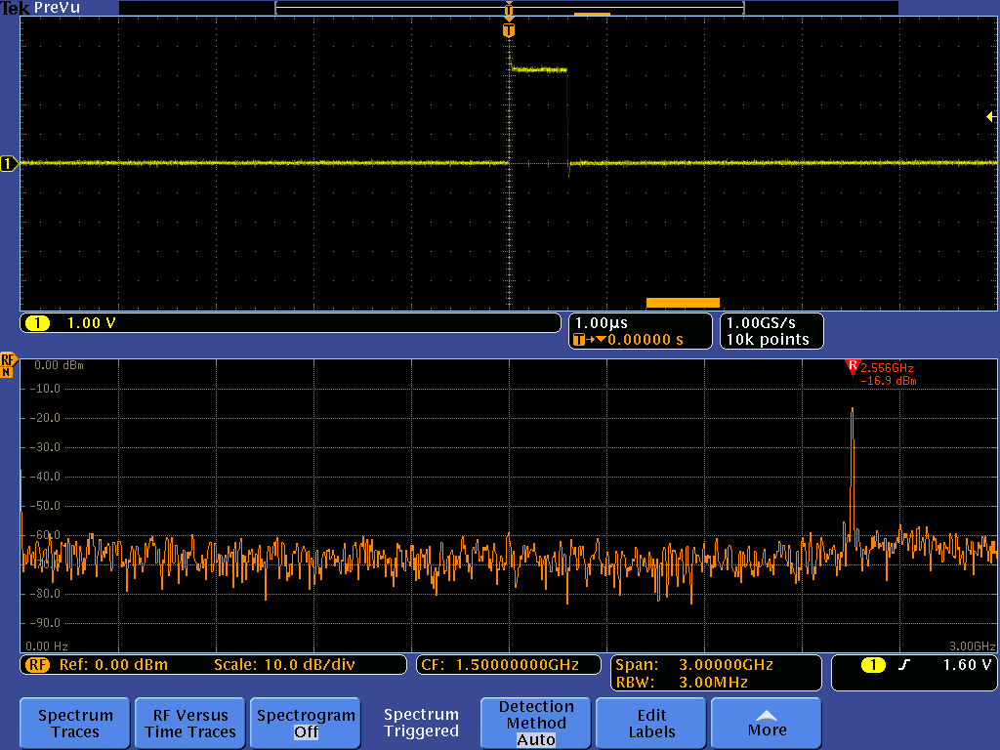 Tek PreVu
T
T
1
1 1.00 V
1.00µs
T→▼0.00000 s
1.00GS/s
10k points
RF
N
0.00 dBm
R 2.556GHz
-16.9 dBm
-10.0
-20.0
-30.0
-40.0
-50.0
-60.0
-70.0
-80.0
-90.0
0.00 Hz
3.00GHz
RF Ref: 0.00 dBm Scale: 10.0 dB/div
CF: 1.50000000GHz
Span: 3.00000GHz
RBW: 3.00MHz
1 1.60 V
Spectrum
Traces
RF Versus
Time Traces
Spectrogram
Off
Spectrum
Triggered
Detection
Method
Auto
Edit
Labels
More